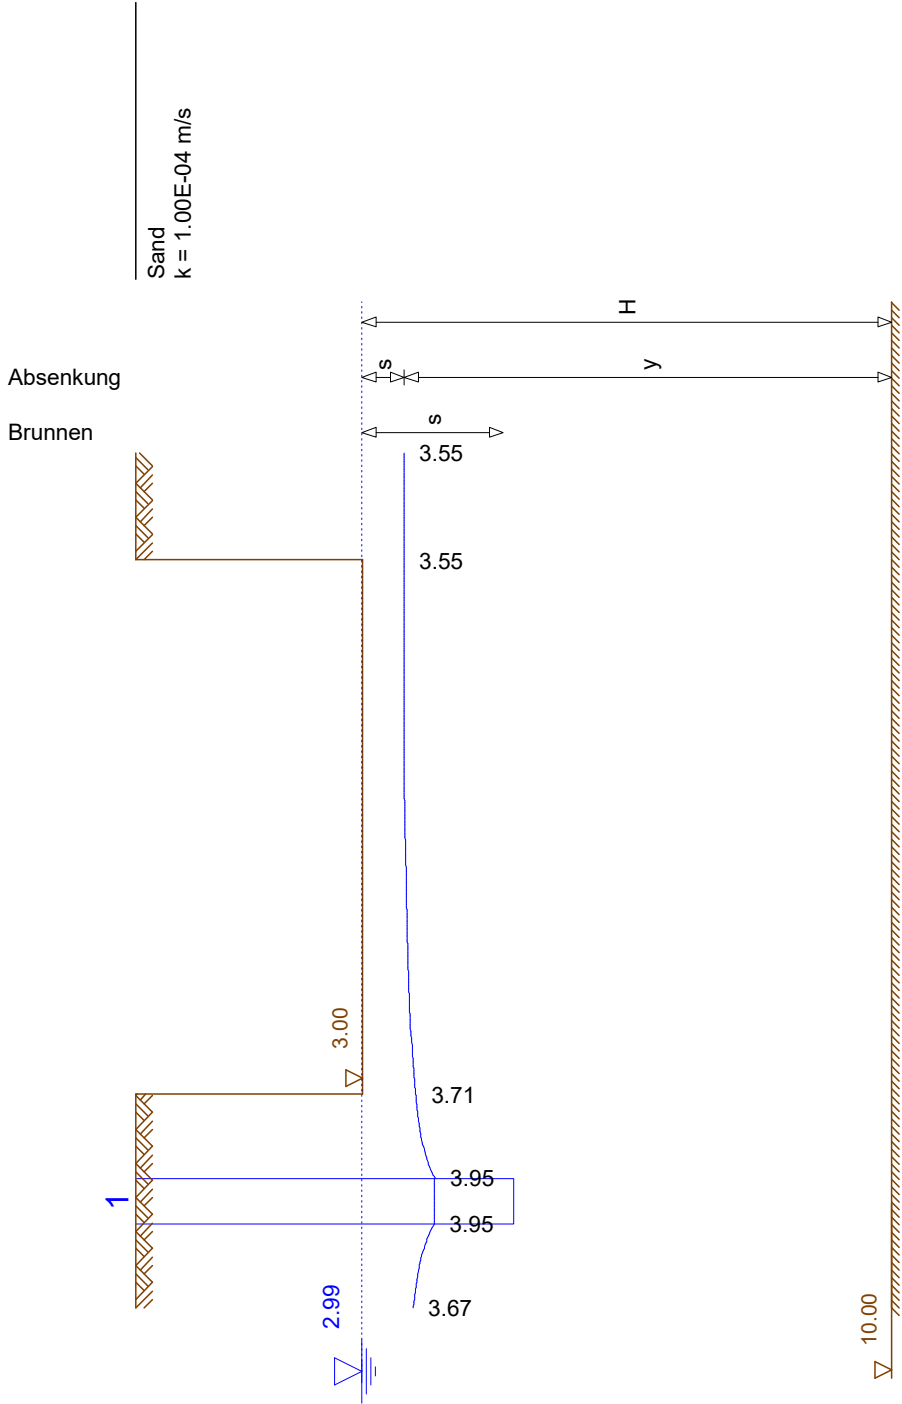 Sand
k = 1.00E-04 m/s
Absenkung
Brunnen
H
s
y
s
3.55
3.55
3.00
3.71
1
3.95
3.95
2.99
3.67
10.00